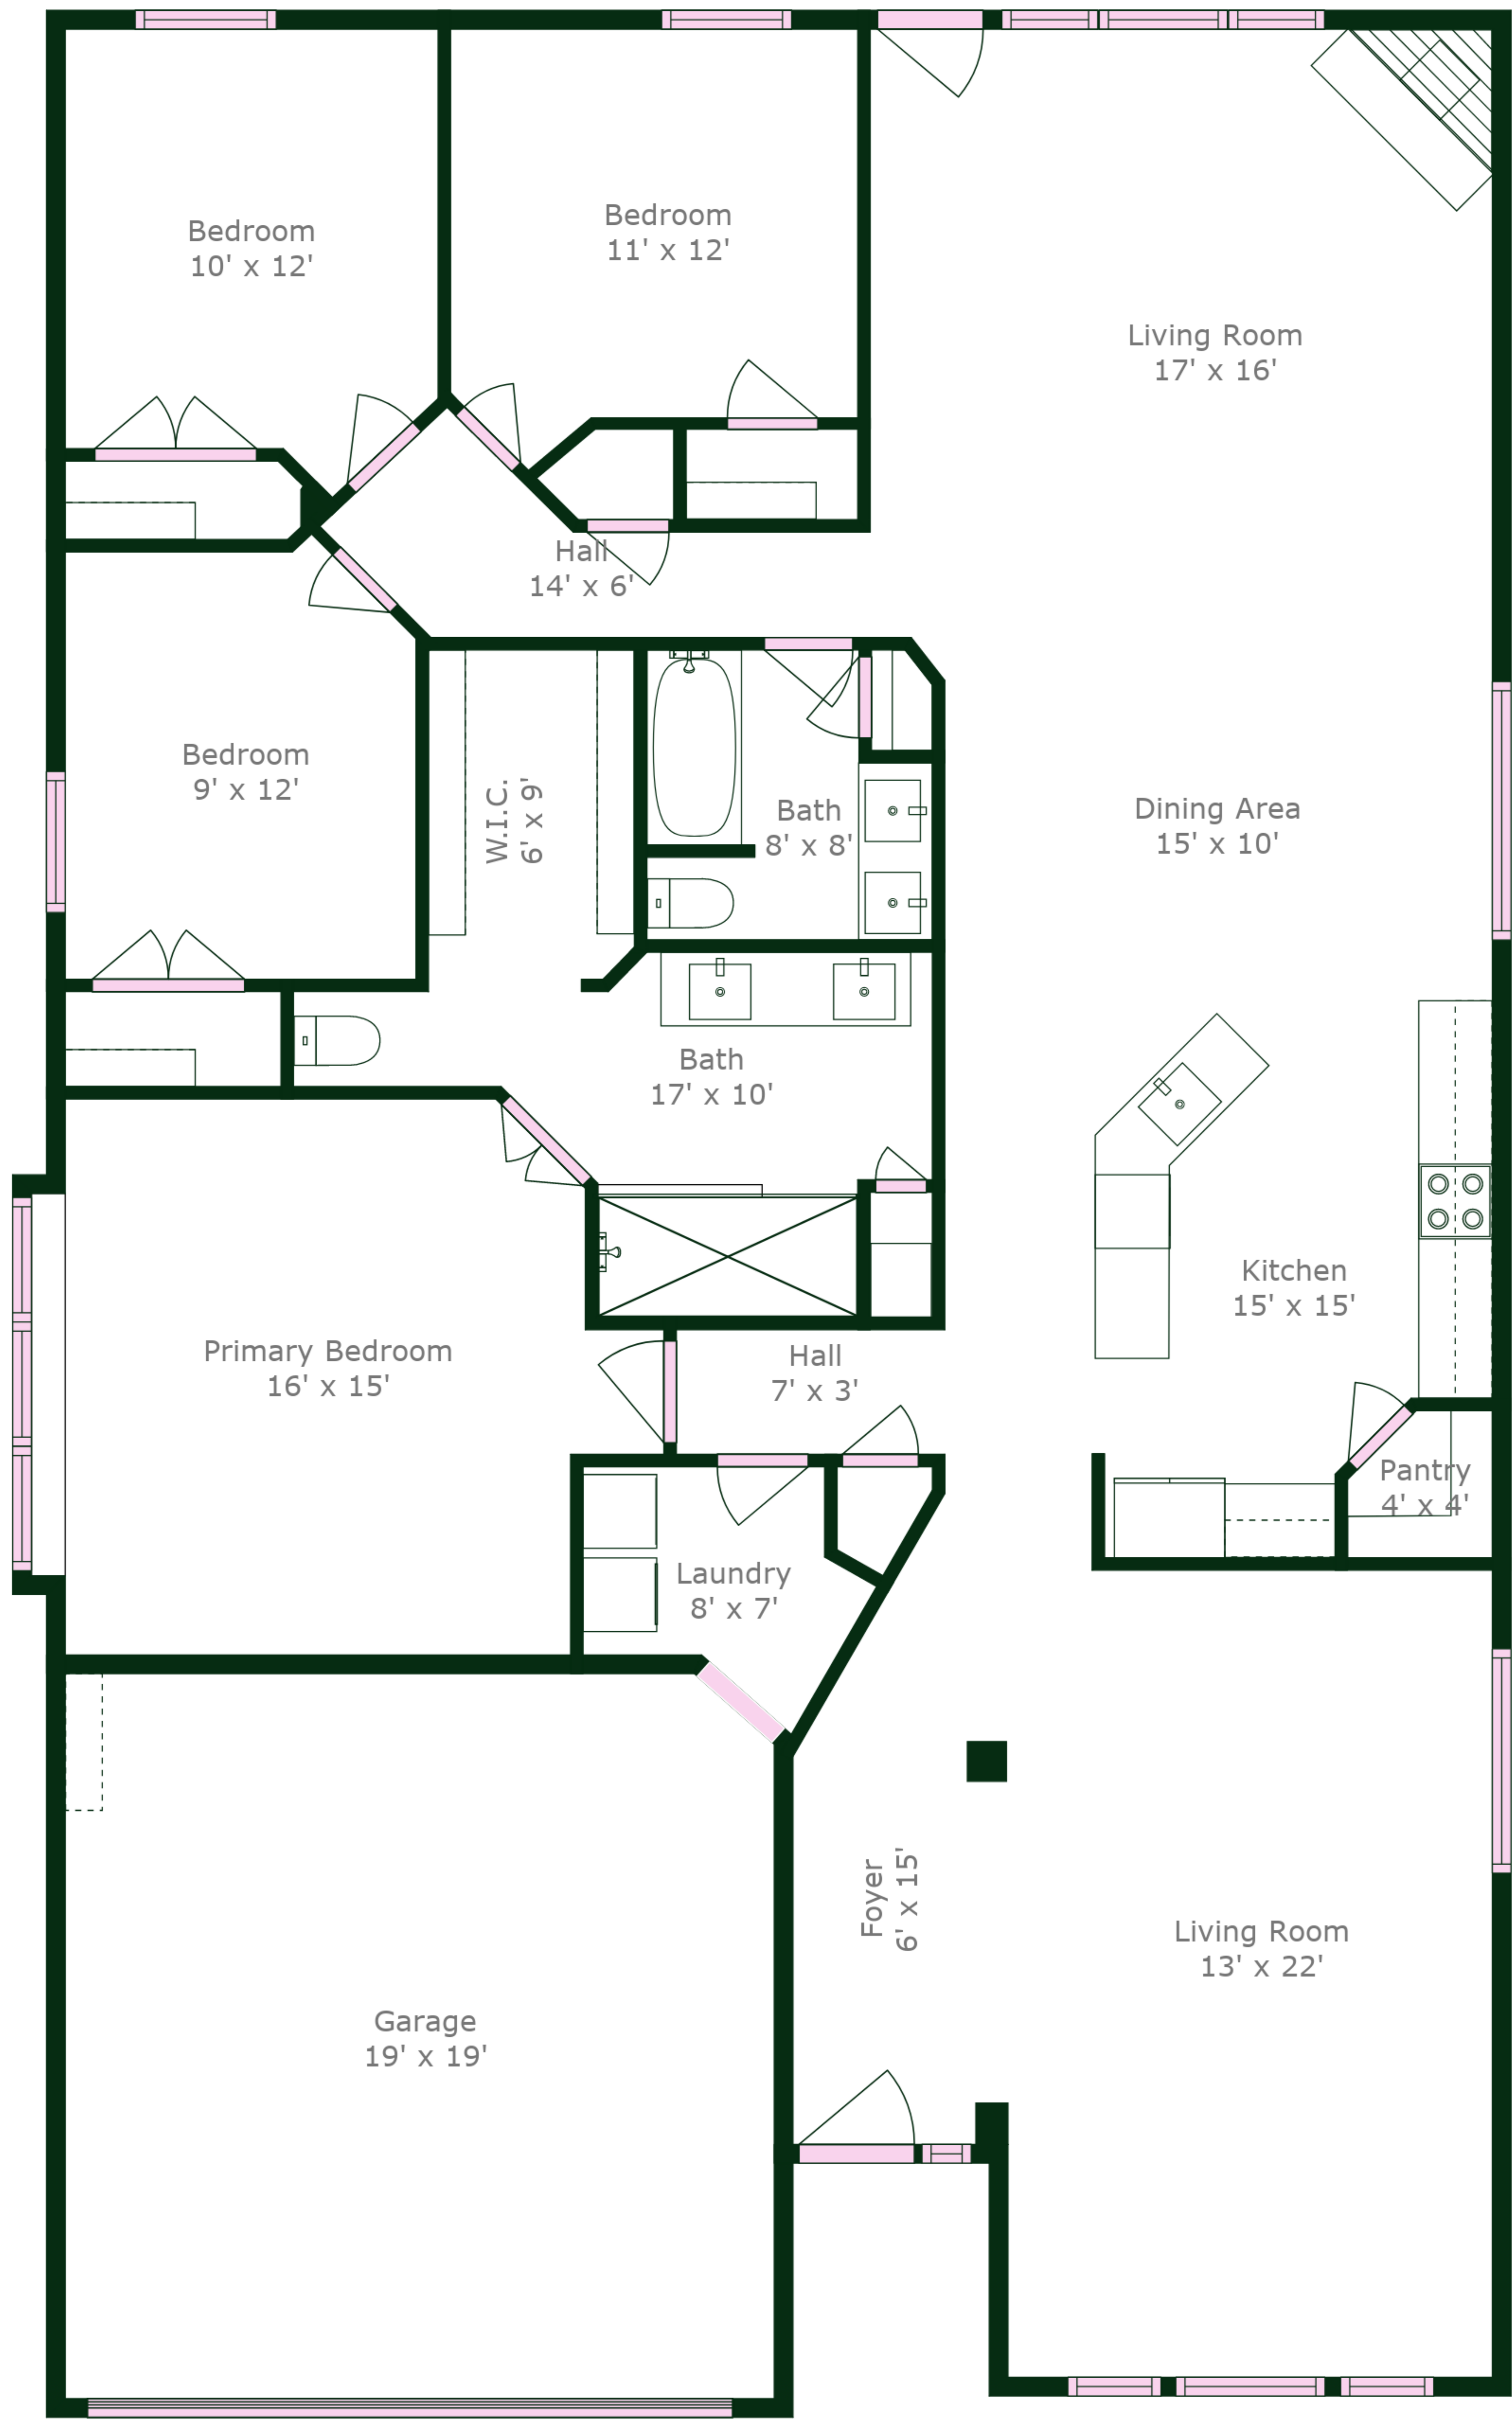 Bedroom
10' x 12'
Bedroom
11' x 12'
Living Room
17' x 16'
Hall
14' x 6'
Bedroom
9' x 12'
W.I.C.
6' x 9'
Bath
8' x 8'
Dining Area
15' x 10'
Bath
17' x 10'
Kitchen
15' x 15'
Primary Bedroom
16' x 15'
Hall
7' x 3'
Pantry
4' x 4'
Laundry
8' x 7'
Foyer
6' x 15'
Living Room
13' x 22'
Garage
19' x 19'